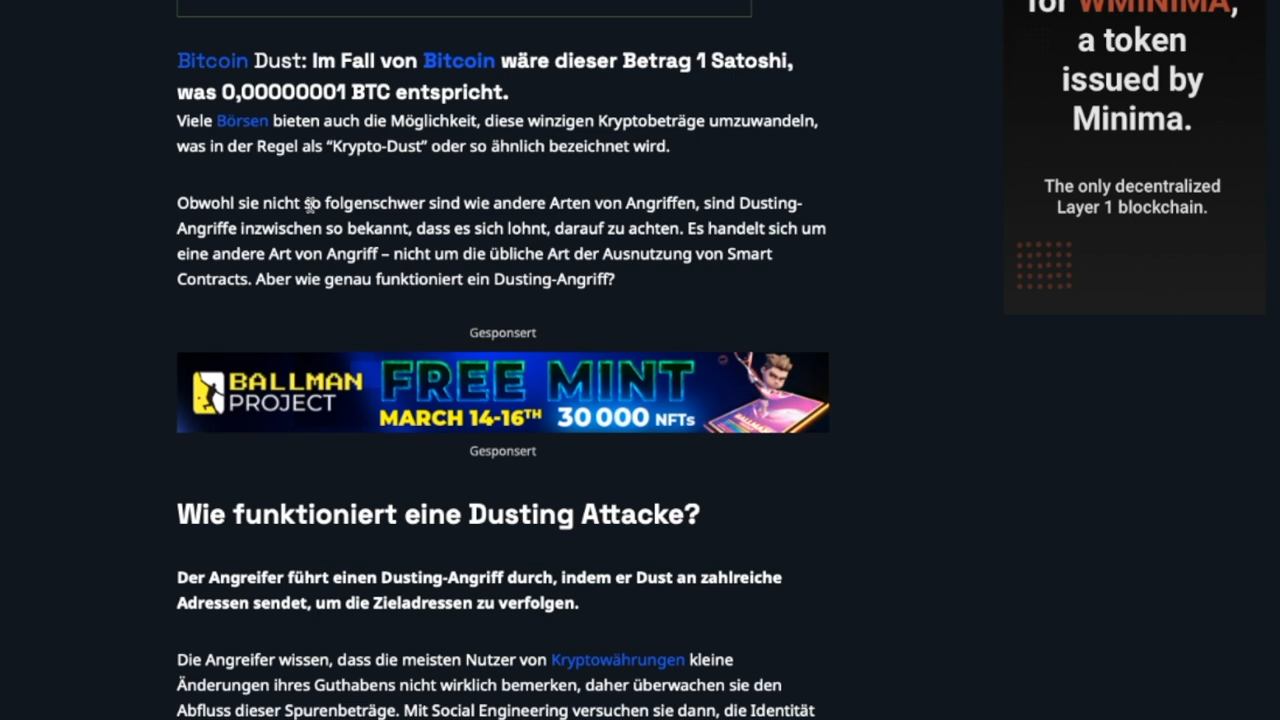 Bitcoin Dust: Im Fall von Bitcoin wäre dieser Betrag 1 Satoshi,
was 0,00000001 BTC entspricht.
Viele Börsen bieten auch die Möglichkeit, diese winzigen Kryptobeträge umzuwandeln,
was in der Regel als “Krypto-Dust” oder so ähnlich bezeichnet wird.
Obwohl sie nicht so folgenschwer sind wie andere Arten von Angriffen, sind Dusting-
Angriffe inzwischen so bekannt, dass es sich lohnt, darauf zu achten. Es handelt sich um
eine andere Art von Angriff – nicht um die übliche Art der Ausnutzung von Smart
Contracts. Aber wie genau funktioniert ein Dusting-Angriff?
Gesponsert
BALLMAN
PROJECT
FREE MINT
MARCH 14-16TH 30 000 NFTs
Gesponsert
Wie funktioniert eine Dusting Attacke?
Der Angreifer führt einen Dusting-Angriff durch, indem er Dust an zahlreiche
Adressen sendet, um die Zieladressen zu verfolgen.
Die Angreifer wissen, dass die meisten Nutzer von Kryptowährungen kleine
Änderungen ihres Guthabens nicht wirklich bemerken, daher überwachen sie den
Abfluss dieser Spurenbeträge. Mit Social Engineering versuchen sie dann, die Identität
for WMINIMA,
a token
issued by
Minima.
The only decentralized
Layer 1 blockchain.